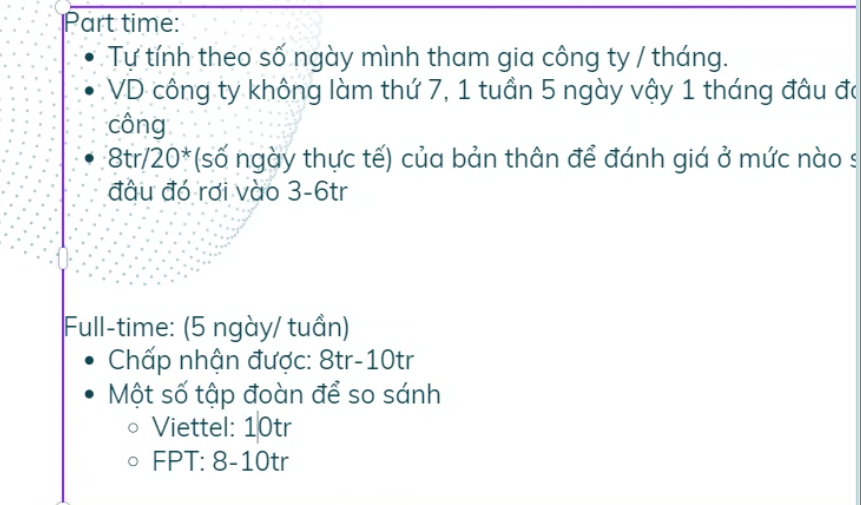 Part time:
Tự tính theo số ngày mình tham gia công ty / tháng.
VD công ty không làm thứ 7, 1 tuần 5 ngày vậy 1 tháng đâu
công
8tr/20*(số ngày thực tế) của bản thân để đánh giá ở mức nào
đâu đó rơi vào 3-6tr
Full-time: (5 ngày/ tuần)
Chấp nhận được: 8tr-10tr
Một số tập đoàn để so sánh
Viettel: 10tr
FPT: 8-10tr